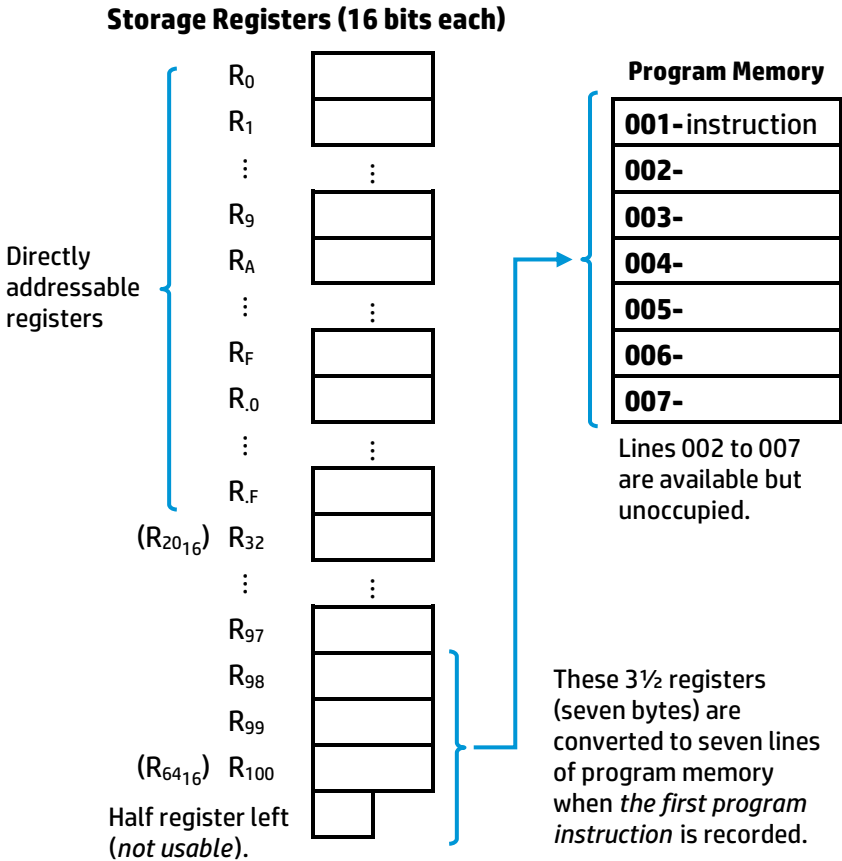 Storage Registers (16 bits each)
R₀
R₁
⋮ ⋮
R₉
R_A
⋮ ⋮
R_F
R.₀
⋮ ⋮
R.F
(R₂₀₁₆) R₃₂
⋮ ⋮
R₉₇
R₉₈
R₉₉
(R₆₄₁₆) R₁₀₀
Directly
addressable
registers
Half register left
(not usable).
Program Memory
001-instruction
002-
003-
004-
005-
006-
007-
Lines 002 to 007
are available but
unoccupied.
These 3½ registers
(seven bytes) are
converted to seven lines
of program memory
when the first program
instruction is recorded.